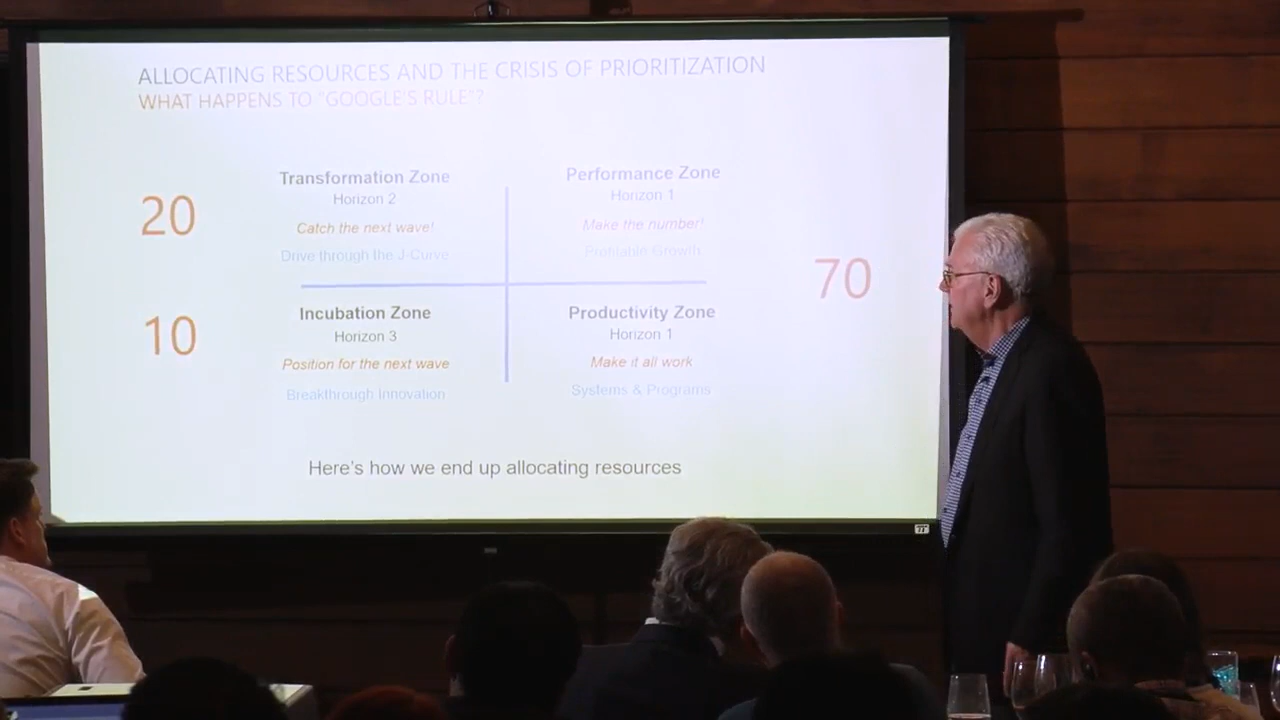 ALLOCATING RESOURCES AND THE CRISIS OF PRIORITIZATION
WHAT HAPPENS TO "GOOGLE'S RULE"?
20
Transformation Zone
Horizon 2
Catch the next wave!
Drive through the J-Curve
Performance Zone
Horizon 1
Make the number!
Profitable Growth
70
10
Incubation Zone
Horizon 3
Position for the next wave
Breakthrough Innovation
Productivity Zone
Horizon 1
Make it all work
Systems & Programs
Here's how we end up allocating resources